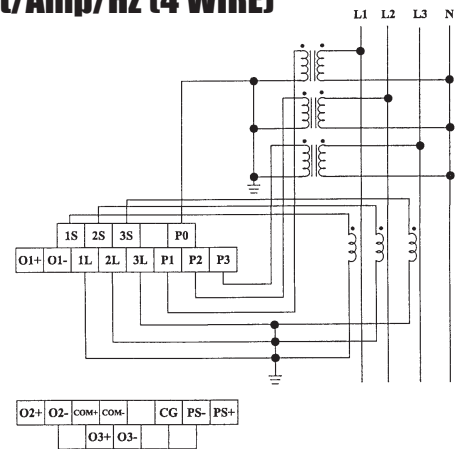 /Amp/Hz (4 WIRE)
L1 L2 L3 N
1S 2S 3S P0
O1+ O1- 1L 2L 3L P1 P2 P3
O2+ O2- COM+ COM- CG PS- PS+
O3+ O3-